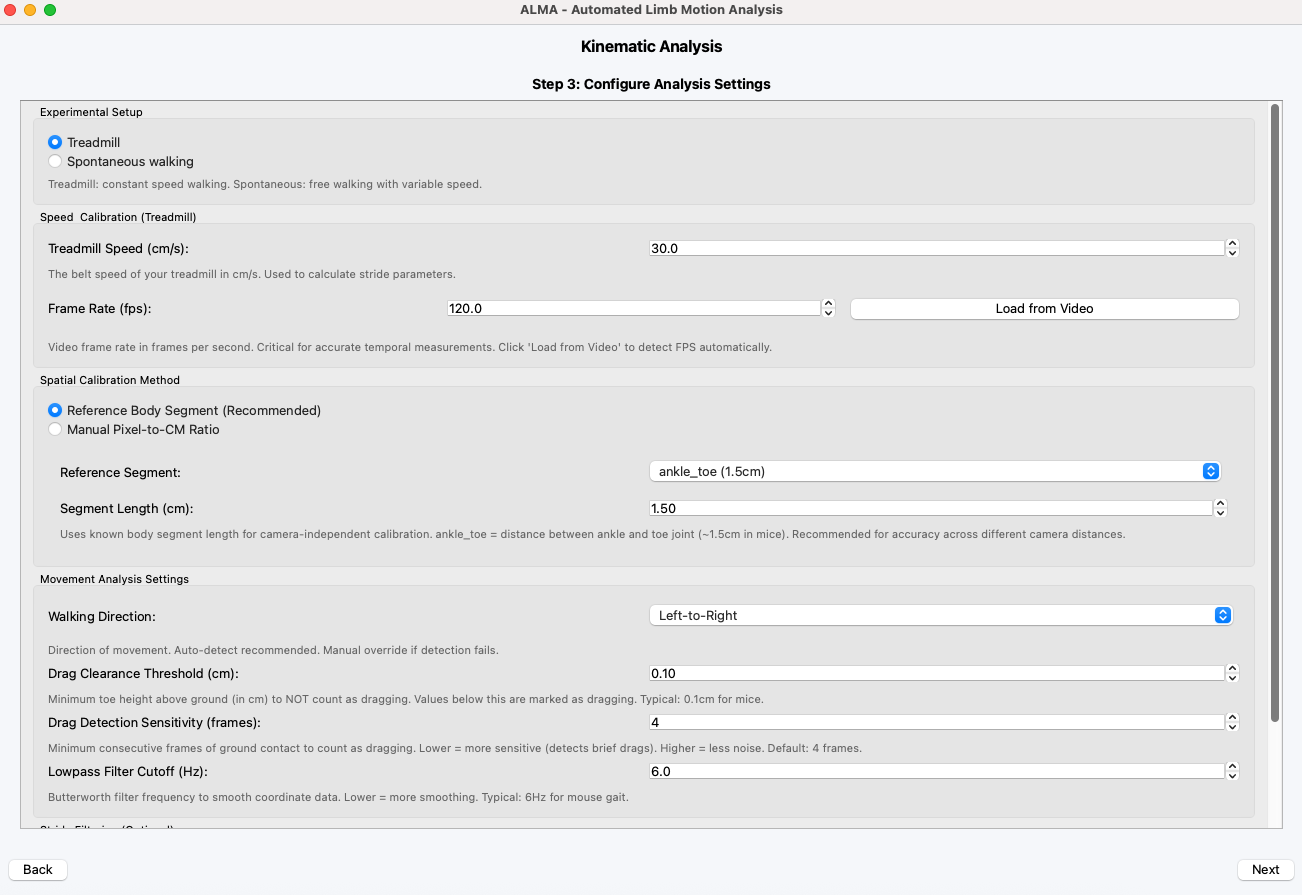 ALMA - Automated Limb Motion Analysis
Kinematic Analysis
Step 3: Configure Analysis Settings
Experimental Setup
Treadmill
Spontaneous walking
Treadmill: constant speed walking. Spontaneous: free walking with variable speed.
Speed  Calibration (Treadmill)
Treadmill Speed (cm/s):
30.0
The belt speed of your treadmill in cm/s. Used to calculate stride parameters.
Frame Rate (fps):
120.0
Load from Video
Video frame rate in frames per second. Critical for accurate temporal measurements. Click 'Load from Video' to detect FPS automatically.
Spatial Calibration Method
Reference Body Segment (Recommended)
Manual Pixel-to-CM Ratio
Reference Segment:
ankle_toe (1.5cm)
Segment Length (cm):
1.50
Uses known body segment length for camera-independent calibration. ankle_toe = distance between ankle and toe joint (~1.5cm in mice). Recommended for accuracy across different camera distances.
Movement Analysis Settings
Walking Direction:
Left-to-Right
Direction of movement. Auto-detect recommended. Manual override if detection fails.
Drag Clearance Threshold (cm):
0.10
Minimum toe height above ground (in cm) to NOT count as dragging. Values below this are marked as dragging. Typical: 0.1cm for mice.
Drag Detection Sensitivity (frames):
4
Minimum consecutive frames of ground contact to count as dragging. Lower = more sensitive (detects brief drags). Higher = less noise. Default: 4 frames.
Lowpass Filter Cutoff (Hz):
6.0
Butterworth filter frequency to smooth coordinate data. Lower = more smoothing. Typical: 6Hz for mouse gait.
Back
Next